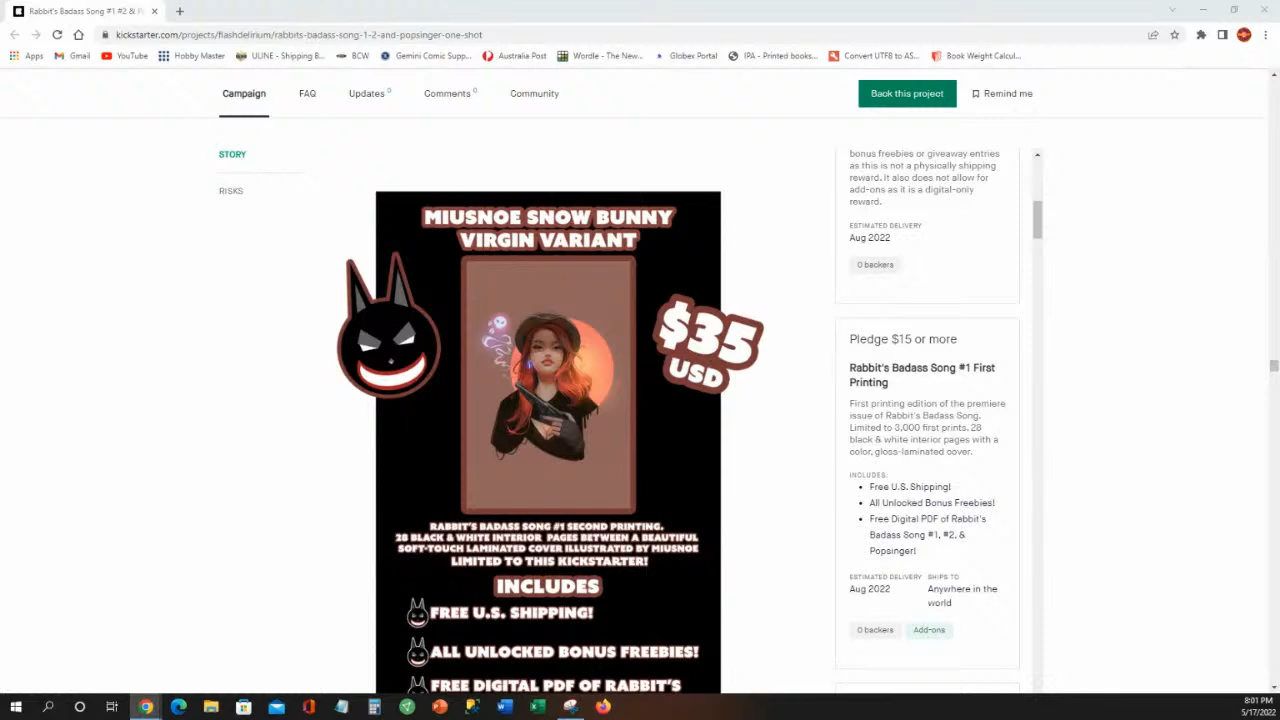 Rabbit's Badass Song #1 #2 & P
kickstarter.com/projects/flashdelirium/rabbits-badass-song-1-2-and-popsinger-one-shot
Apps
Gmail
YouTube
Hobby Master
ULINE - Shipping B...
BCW
Gemini Comic Supp...
Australia Post
Wordle - The New...
Globex Portal
IPA - Printed books...
Convert UTF8 to AS...
Book Weight Calcul...
Campaign
FAQ
Updates 0
Comments 0
Community
Back this project
Remind me
STORY
RISKS
MIUSNOE SNOW BUNNY
VIRGIN VARIANT
$35
USD
RABBIT'S BADASS SONG #1 SECOND PRINTING.
28 BLACK & WHITE INTERIOR PAGES BETWEEN A BEAUTIFUL
SOFT-TOUCH LAMINATED COVER ILLUSTRATED BY MIUSNOE
LIMITED TO THIS KICKSTARTER!
INCLUDES
FREE U.S. SHIPPING!
ALL UNLOCKED BONUS FREEBIES!
FREE DIGITAL PDF OF RABBIT'S
bonus freebies or giveaway entries
as this is not a physically shipping
reward. It also does not allow for
add-ons as it is a digital-only
reward.
ESTIMATED DELIVERY
Aug 2022
0 backers
Pledge $15 or more
Rabbit's Badass Song #1 First
Printing
First printing edition of the premiere
issue of Rabbit's Badass Song.
Limited to 3,000 first prints. 28
black & white interior pages with a
color, gloss-laminated cover.
INCLUDES:
Free U.S. Shipping!
All Unlocked Bonus Freebies!
Free Digital PDF of Rabbit's
Badass Song #1, #2, &
Popsinger!
ESTIMATED DELIVERY
Aug 2022
SHIPS TO
Anywhere in the
world
0 backers
Add-ons
8:01 PM
5/17/2022